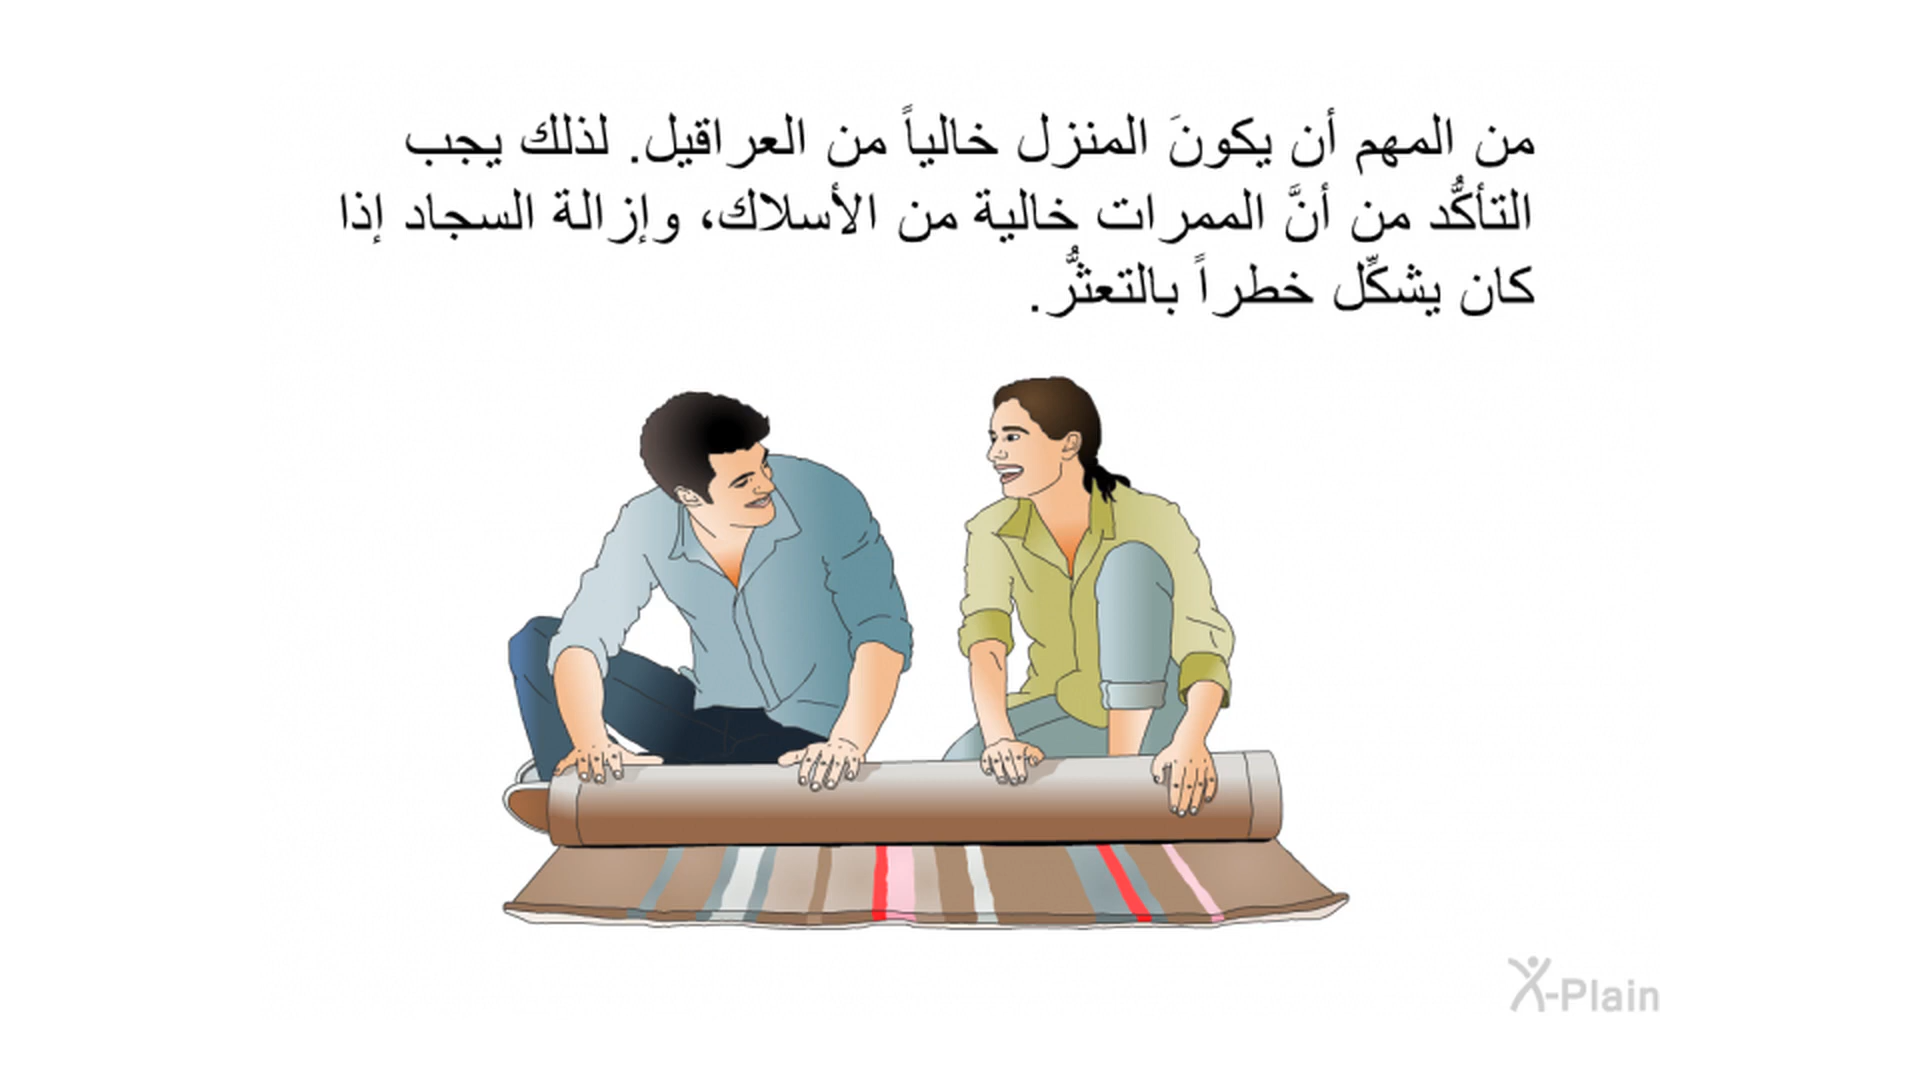 من المهم أن يكونَ المنزل خالياً من العراقيل. لذلك يجب
التأكُّد من أنَّ الممرات خالية من الأسلاك، وإزالة السجاد إذا
كان يشكِّل خطراً بالتعثُّر.
X-Plain